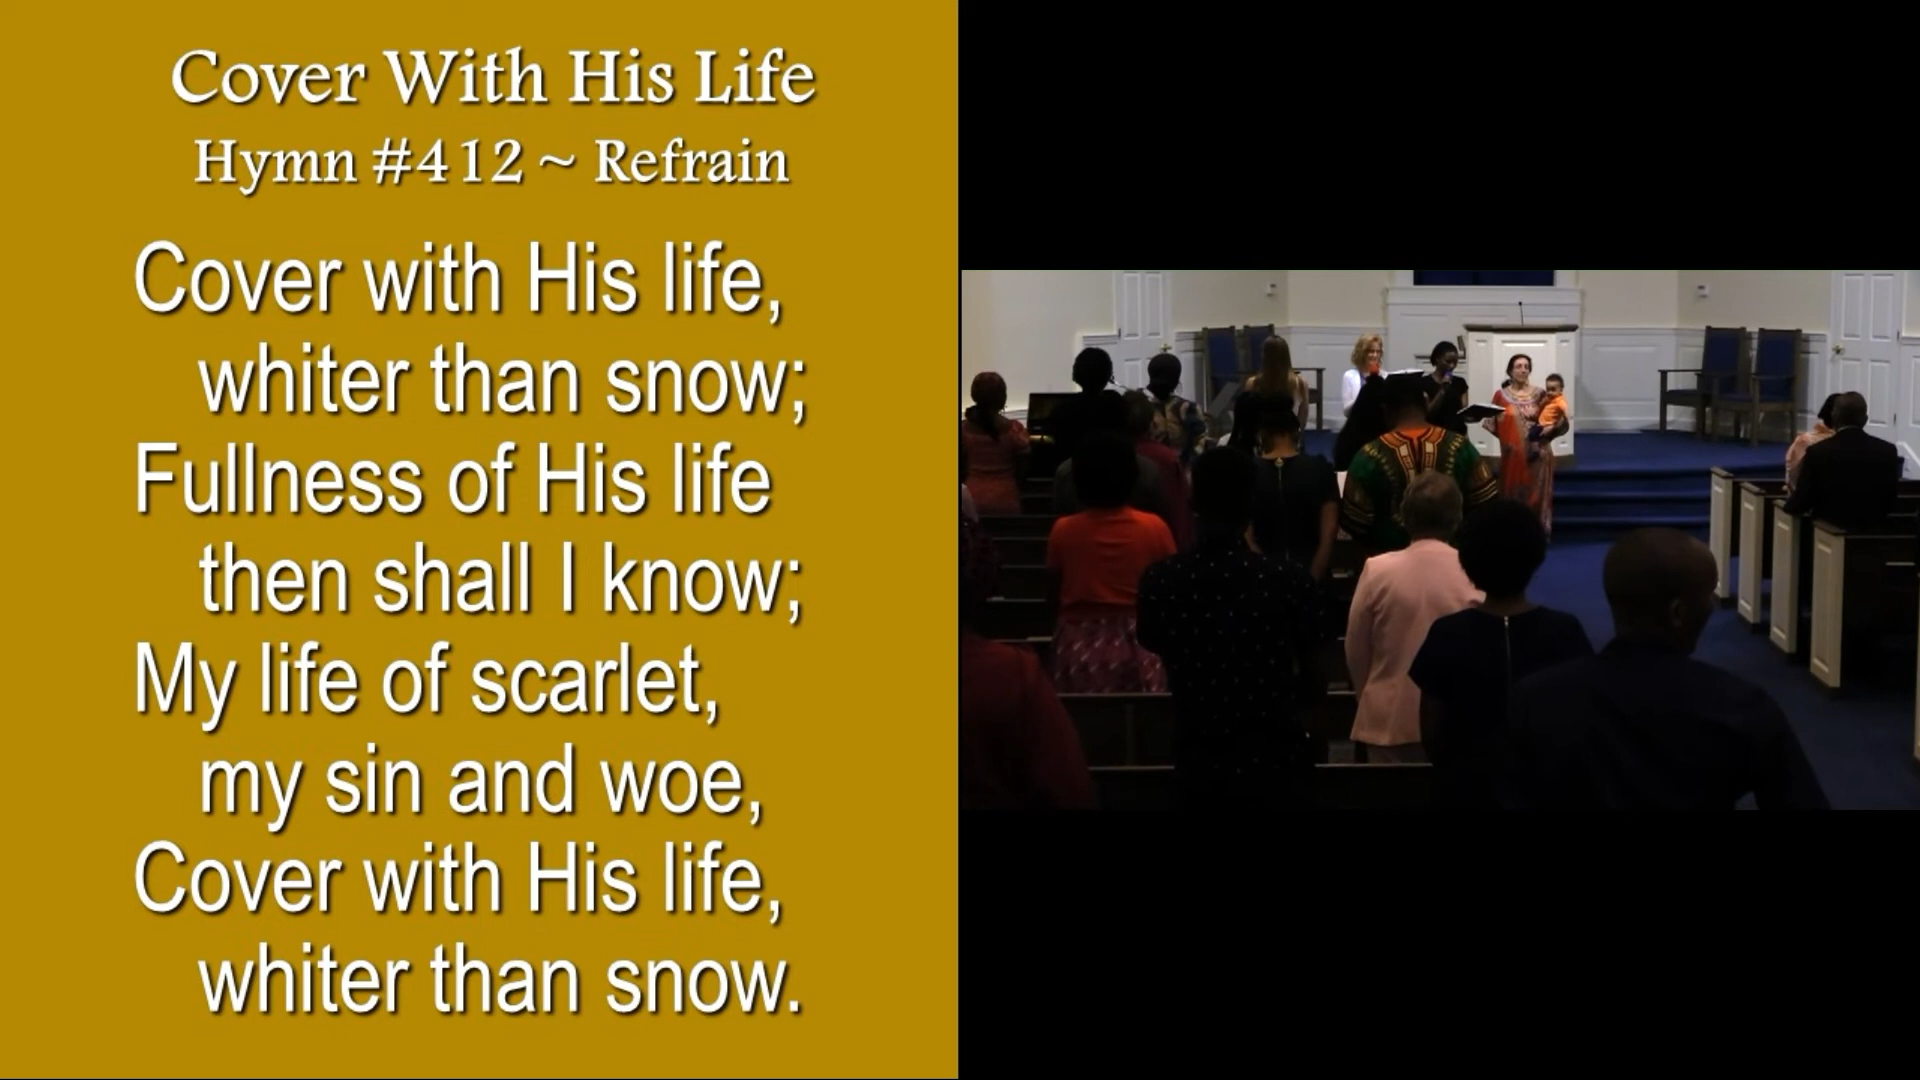 Cover With His Life
Hymn #412 ~ Refrain
Cover with His life,
whiter than snow;
Fullness of His life
then shall I know;
My life of scarlet,
my sin and woe,
Cover with His life,
whiter than snow.